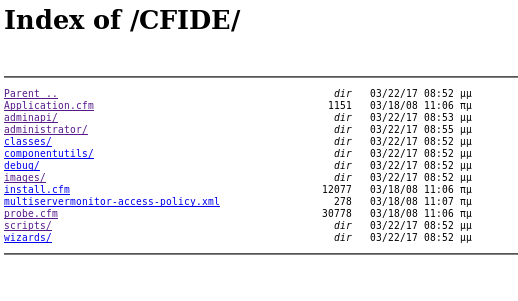 Index of /CFIDE/
Parent .. dir 03/22/17 08:52 μμ
Application.cfm 1151 03/18/08 11:06 πμ
adminapi/ dir 03/22/17 08:53 μμ
administrator/ dir 03/22/17 08:55 μμ
classes/ dir 03/22/17 08:52 μμ
componentutils/ dir 03/22/17 08:52 μμ
debug/ dir 03/22/17 08:52 μμ
images/ dir 03/22/17 08:52 μμ
install.cfm 12077 03/18/08 11:06 πμ
multiservermonitor-access-policy.xml 278 03/18/08 11:07 πμ
probe.cfm 30778 03/18/08 11:06 πμ
scripts/ dir 03/22/17 08:52 μμ
wizards/ dir 03/22/17 08:52 μμ